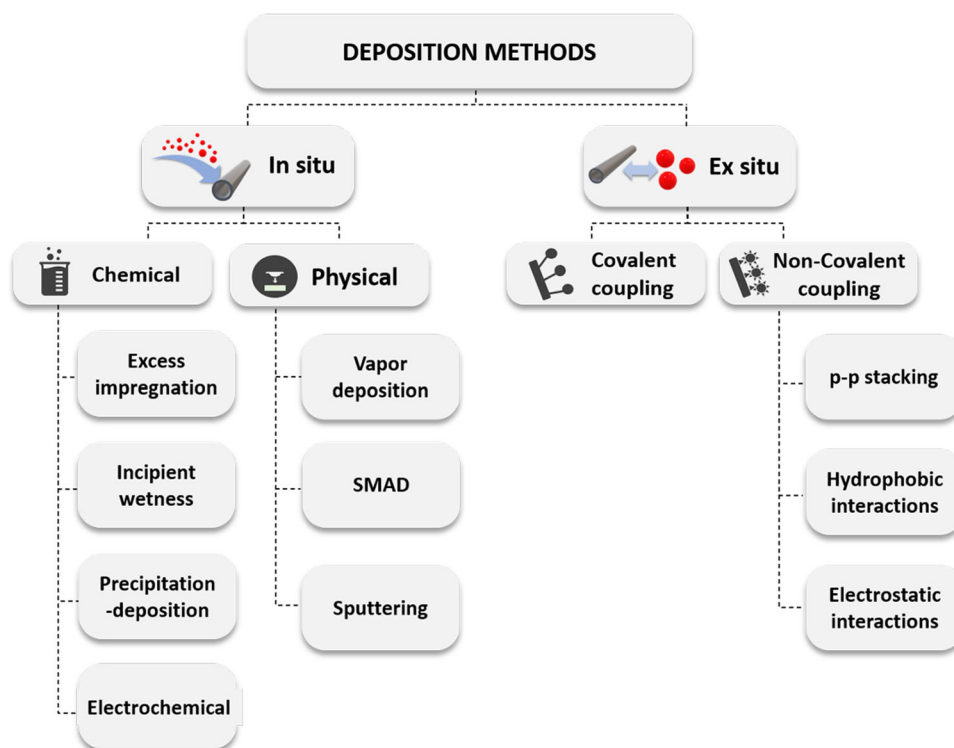 DEPOSITION METHODS
In situ
Ex situ
Chemical
Physical
Covalent
coupling
Non-Covalent
coupling
Excess
impregnation
Incipient
wetness
Precipitation
-deposition
Electrochemical
Vapor
deposition
SMAD
Sputtering
p-p stacking
Hydrophobic
interactions
Electrostatic
interactions